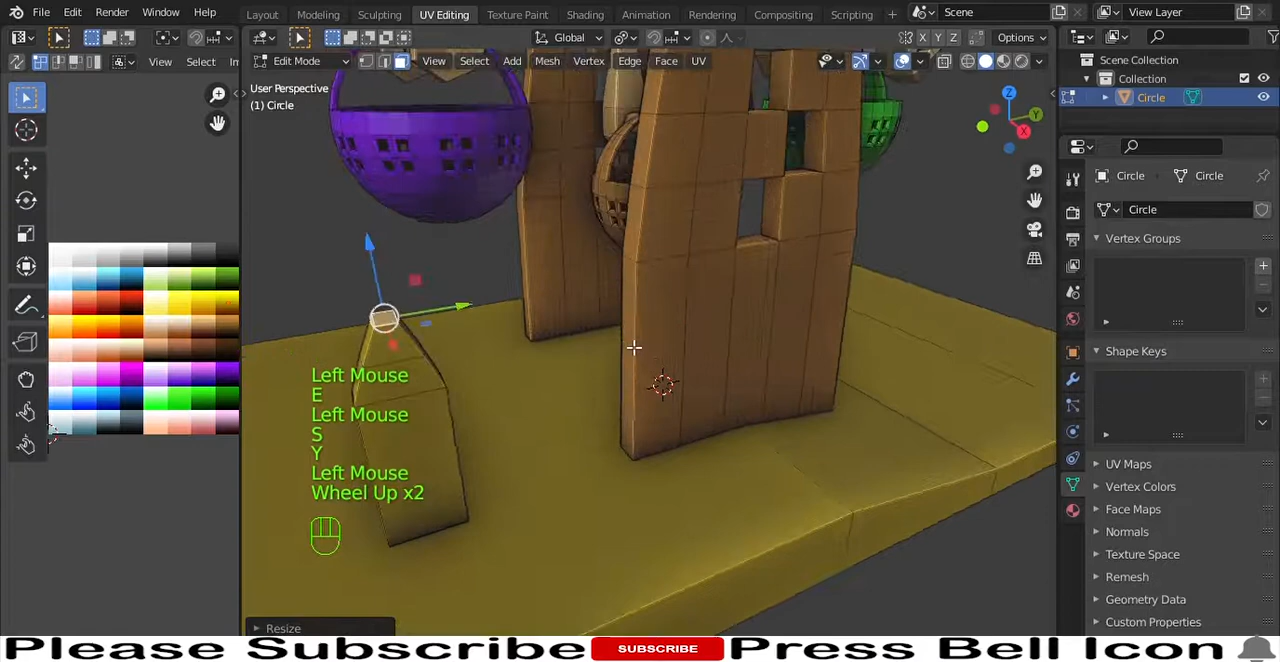 File Edit Render Window Help Layout Modeling Sculpting UV Editing Texture Paint Shading Animation Rendering Compositing Scripting + Scene View Layer
Global Options
View Select Edit Mode View Select Add Mesh Vertex Edge Face UV
X Y Z
User Perspective
(1) Circle
Scene Collection
Collection
Circle
Circle Circle
Circle
Vertex Groups
Shape Keys
UV Maps
Vertex Colors
Face Maps
Normals
Texture Space
Remesh
Geometry Data
Custom Properties
Z
Y
X
Left Mouse
E
Left Mouse
S
Y
Left Mouse
Wheel Up x2
Resize
Please Subscribe SUBSCRIBE Press Bell Icon